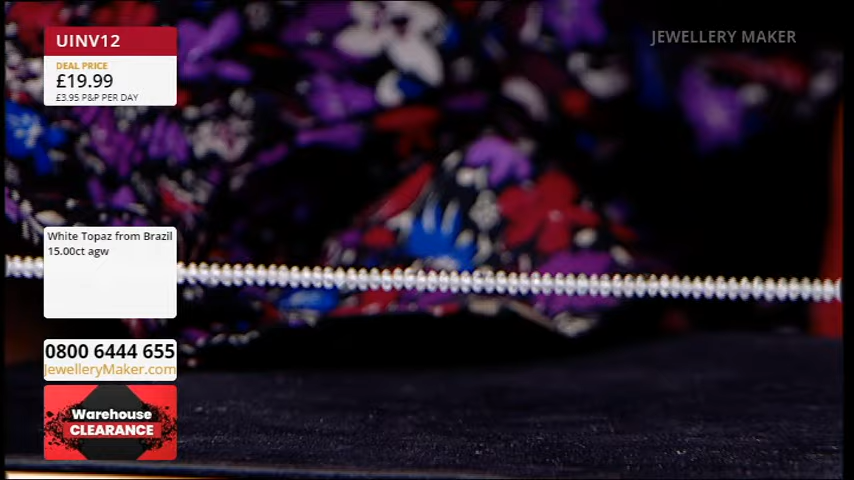 UINV12
DEAL PRICE
£19.99
£3.95 P&P PER DAY
JEWELLERY MAKER
White Topaz from Brazil
15.00ct agw
0800 6444 655
JewelleryMaker.com
Warehouse
CLEARANCE